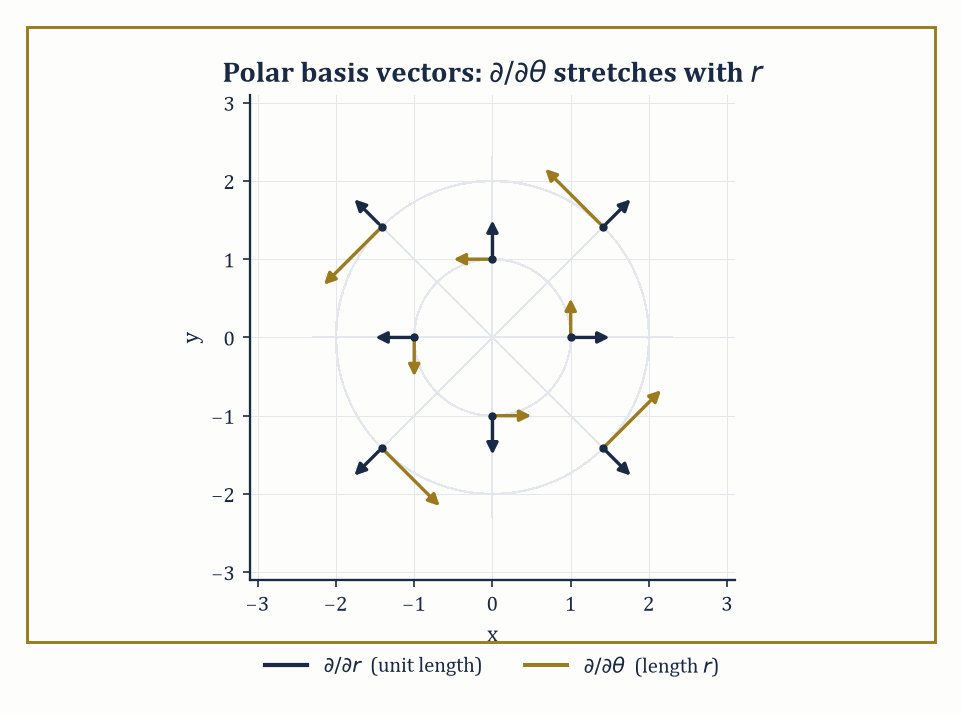 Polar basis vectors: ∂/∂θ stretches with r
3
2
1
0
−1
−2
−3
y
−3 −2 −1 0 1 2 3
x
∂/∂r (unit length) ∂/∂θ (length r)